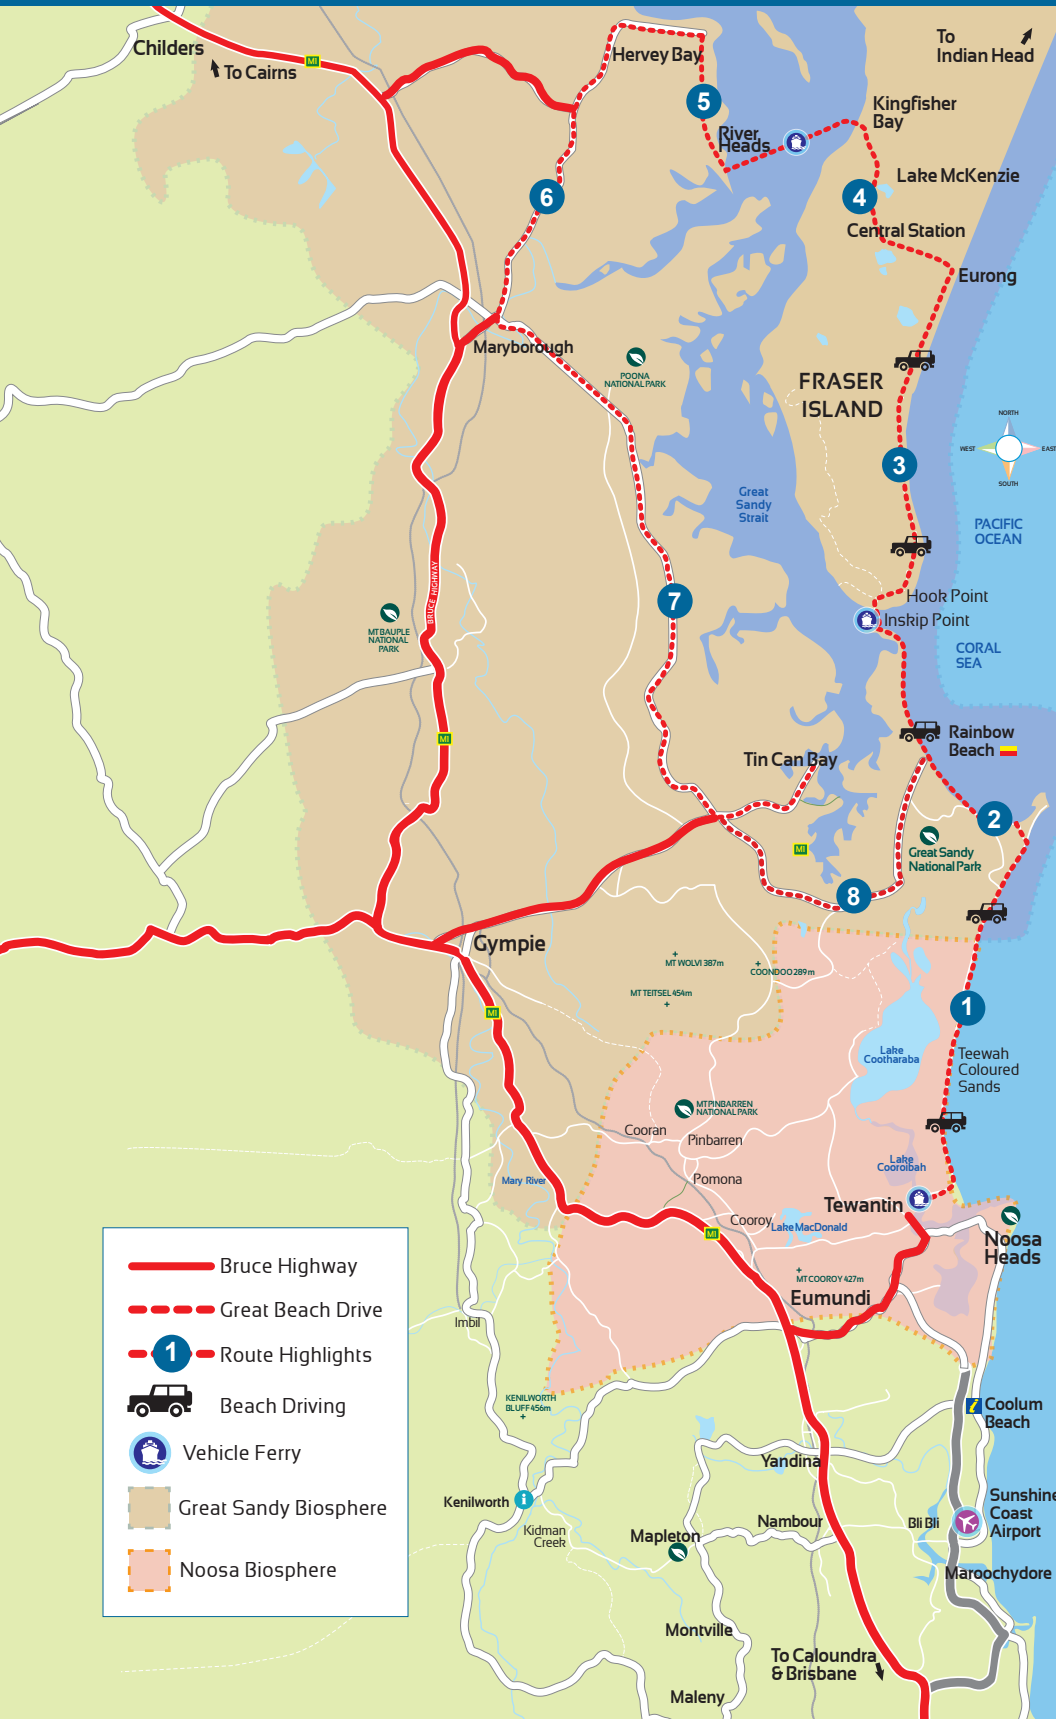 To
Indian Head
Childers
To Cairns
M1
Hervey Bay
5
Kingfisher
Bay
River
Heads
Lake McKenzie
6
4
Central Station
Eurong
Maryborough
POONA
NATIONAL PARK
FRASER
ISLAND
NORTH
WEST
EAST
SOUTH
3
Great
Sandy
Strait
PACIFIC
OCEAN
BRUCE HIGHWAY
7
Hook Point
Inskip Point
MT BAUPLE
NATIONAL
PARK
CORAL
SEA
M1
Rainbow
Beach
Tin Can Bay
2
M1
Great Sandy
National Park
8
Gympie
MT WOLVI 387m
COONDOO 289m
MT TEITSEL 454m
M1
1
Lake
Cootharaba
Teewah
Coloured
Sands
MT PINBARREN
NATIONAL PARK
Cooran
Pinbarren
Lake
Cooroibah
Mary River
Pomona
Tewantin
Cooroy
Lake MacDonald
M1
Noosa
Heads
MT COOROY 427m
Eumundi
Bruce Highway
Great Beach Drive
1
Route Highlights
Beach Driving
Vehicle Ferry
Great Sandy Biosphere
Noosa Biosphere
Imbil
KENILWORTH
BLUFF 456m
i
Coolum
Beach
Yandina
Kenilworth
i
Sunshine
Coast
Airport
Kidman
Creek
Mapleton
Nambour
Bli Bli
Maroochydore
Montville
To Caloundra
& Brisbane
Maleny